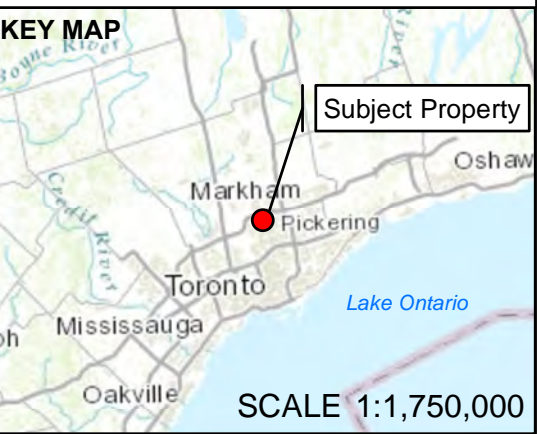 KEY MAP
Boyne River
River
Subject Property
Oshaw
Markham
Credit River
Pickering
Toronto
Lake Ontario
Mississauga
ph
Oakville
SCALE 1:1,750,000